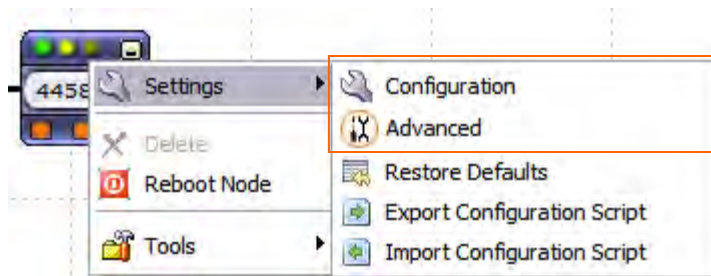 4458
Settings
Delete
Reboot Node
Tools
Configuration
Advanced
Restore Defaults
Export Configuration Script
Import Configuration Script